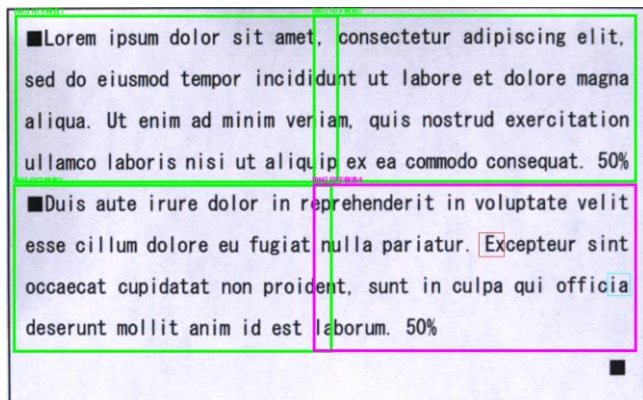 ■Lorem ipsum dolor sit amet, consectetur adipiscing elit,
sed do eiusmod tempor incididunt ut labore et dolore magna
aliqua. Ut enim ad minim veniam, quis nostrud exercitation
ullamco laboris nisi ut aliquip ex ea commodo consequat. 50%
■Duis aute irure dolor in reprehenderit in voluptate velit
esse cillum dolore eu fugiat nulla pariatur. Excepteur sint
occaecat cupidatat non proident, sunt in culpa qui officia
deserunt mollit anim id est laborum. 50%
■